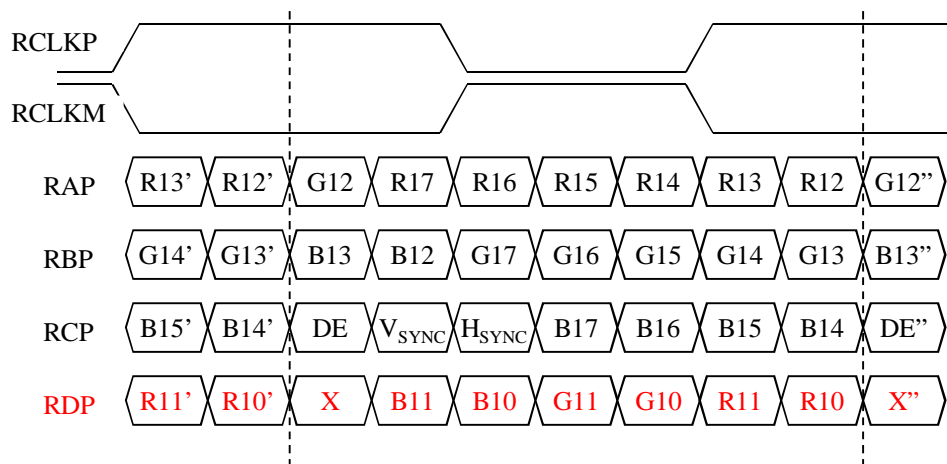 RCLKP
RCLKM
RAP R13’ R12’ G12 R17 R16 R15 R14 R13 R12 G12”
RBP G14’ G13’ B13 B12 G17 G16 G15 G14 G13 B13”
RCP B15’ B14’ DE VSYNC HSYNC B17 B16 B15 B14 DE”
RDP R11’ R10’ X B11 B10 G11 G10 R11 R10 X”